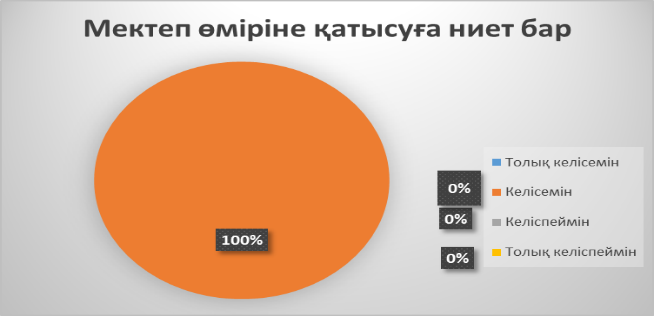 Мектеп өміріне қатысуға ниет бар
100%
0%
0%
0%
Толық келісемін
Келісемін
Келіспеймін
Толық келіспеймін